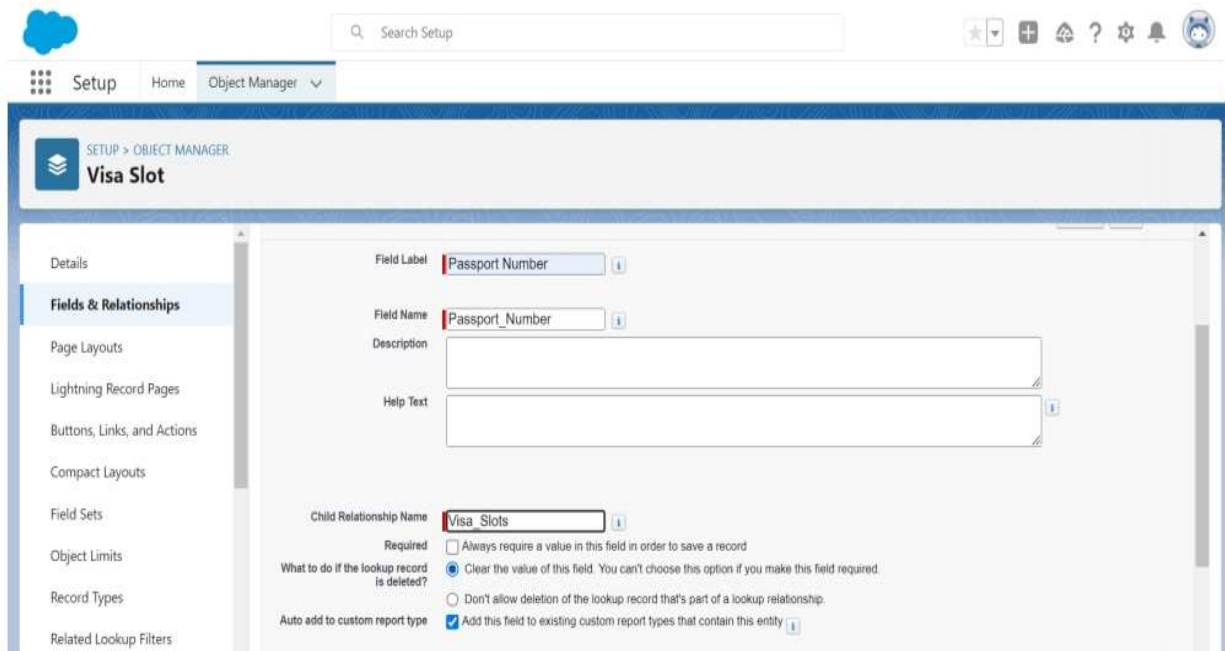 Search Setup
Setup Home Object Manager
SETUP > OBJECT MANAGER
Visa Slot
Details
Fields & Relationships
Page Layouts
Lightning Record Pages
Buttons, Links, and Actions
Compact Layouts
Field Sets
Object Limits
Record Types
Related Lookup Filters
Field Label Passport Number
Field Name Passport_Number
Description
Help Text
Child Relationship Name Visa_Slots
Required Always require a value in this field in order to save a record
What to do if the lookup record
is deleted?
Clear the value of this field. You can't choose this option if you make this field required.
Don't allow deletion of the lookup record that's part of a lookup relationship.
Auto add to custom report type Add this field to existing custom report types that contain this entity